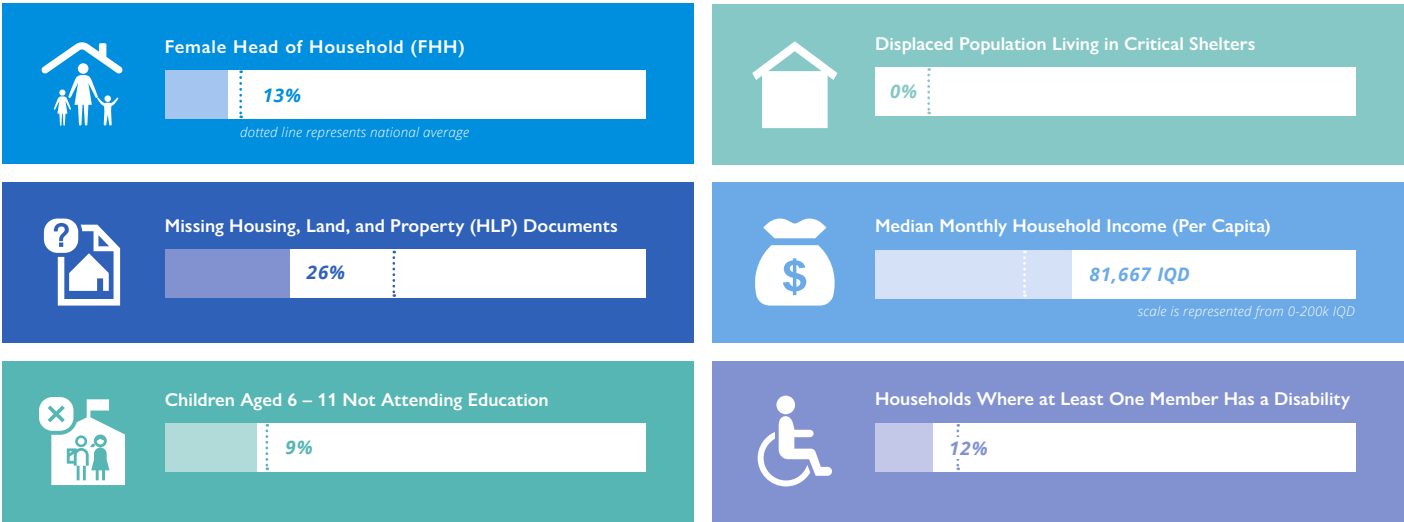 Female Head of Household (FHH)
13%
dotted line represents national average
Displaced Population Living in Critical Shelters
0%
?
Missing Housing, Land, and Property (HLP) Documents
26%
$
Median Monthly Household Income (Per Capita)
81,667 IQD
scale is represented from 0-200k IQD
Children Aged 6 – 11 Not Attending Education
9%
Households Where at Least One Member Has a Disability
12%